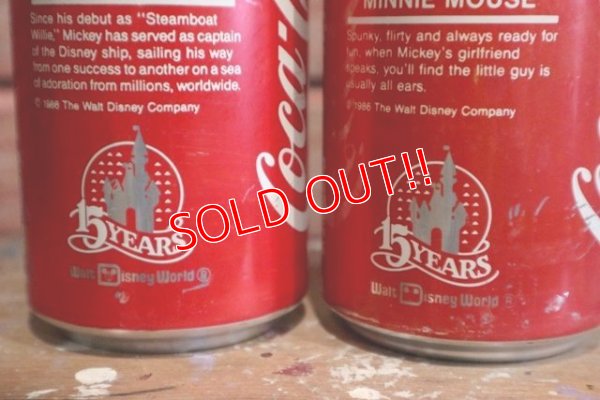 Since his debut as "Steamboat
Willie," Mickey has served as captain
of the Disney ship, sailing his way
from one success to another on a sea
of adoration from millions, worldwide.
© 1986 The Walt Disney Company
15 YEARS
Walt Disney World ®
Coca-
MINNIE MOUSE
Spunky, flirty and always ready for
fun, when Mickey's girlfriend
speaks, you'll find the little guy is
usually all ears.
© 1986 The Walt Disney Company
15 YEARS
Walt Disney World ®
SOLD OUT!!